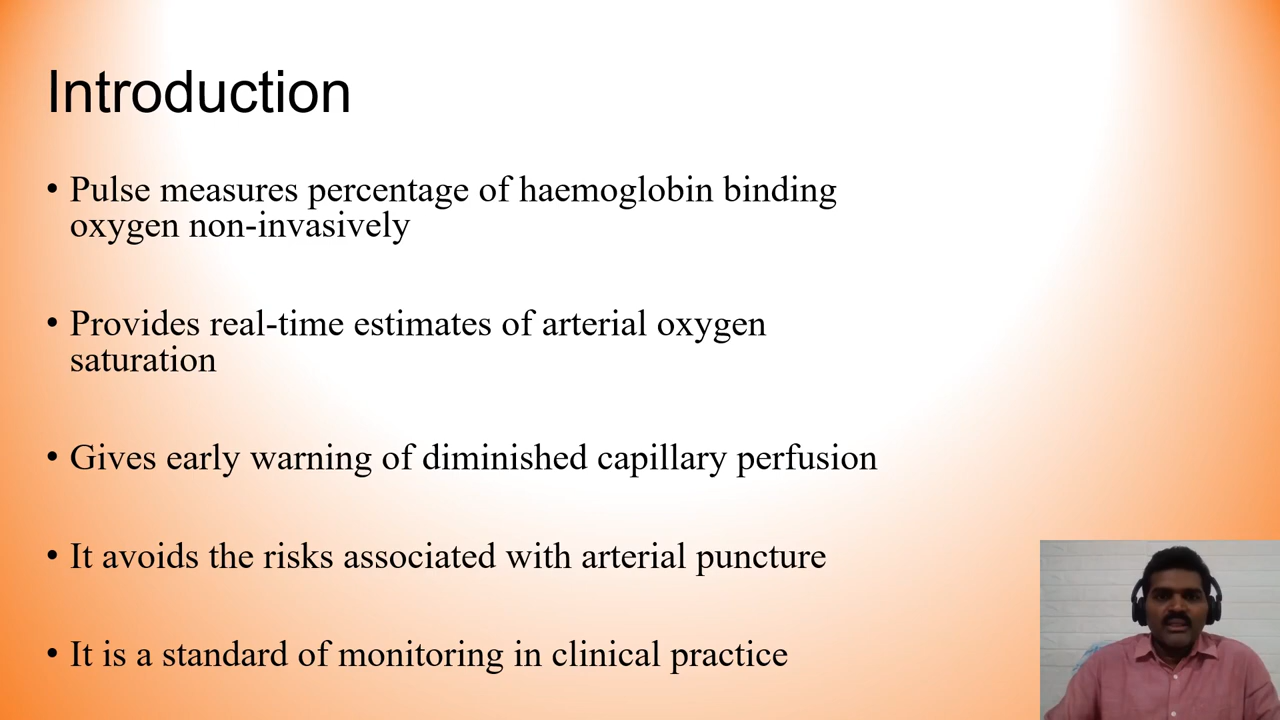 Introduction
• Pulse measures percentage of haemoglobin binding
oxygen non-invasively
• Provides real-time estimates of arterial oxygen
saturation
• Gives early warning of diminished capillary perfusion
• It avoids the risks associated with arterial puncture
• It is a standard of monitoring in clinical practice